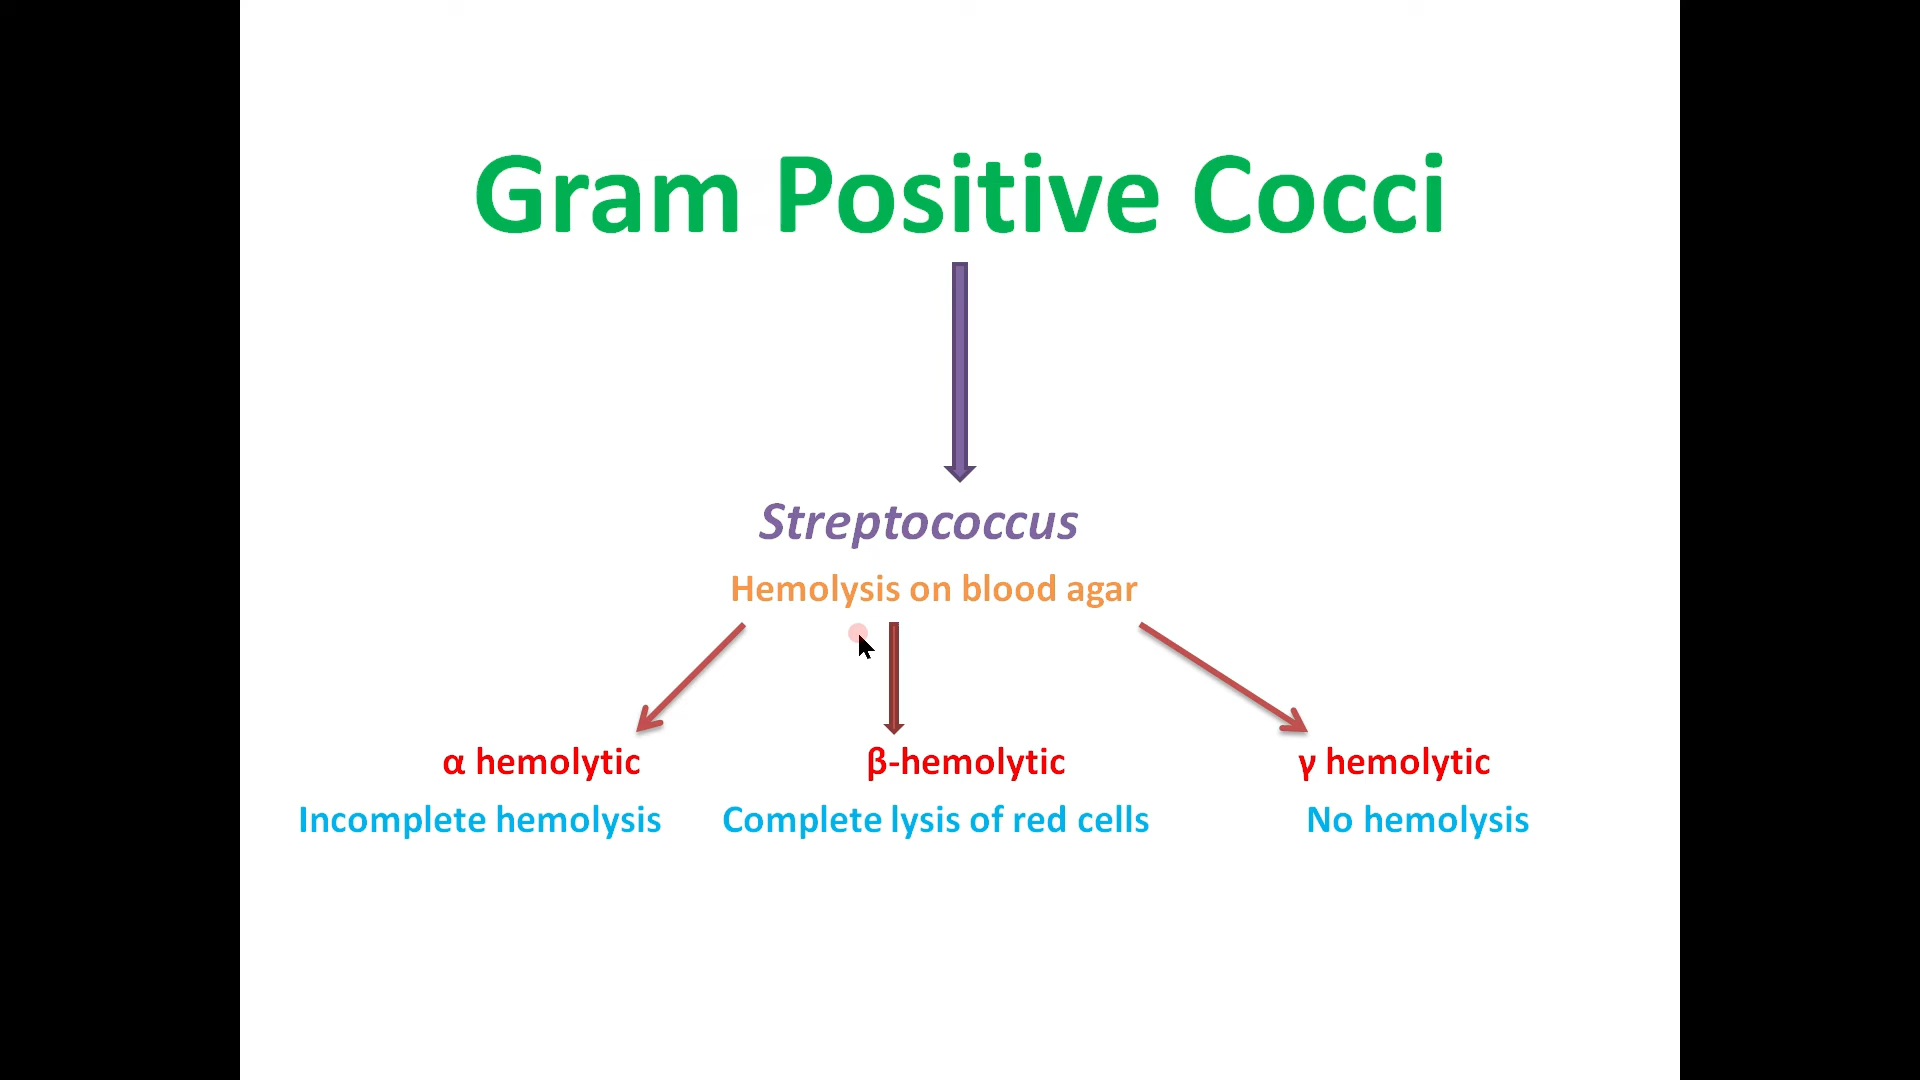 Gram Positive Cocci
Streptococcus
Hemolysis on blood agar
α hemolytic
β-hemolytic
γ hemolytic
Incomplete hemolysis
Complete lysis of red cells
No hemolysis